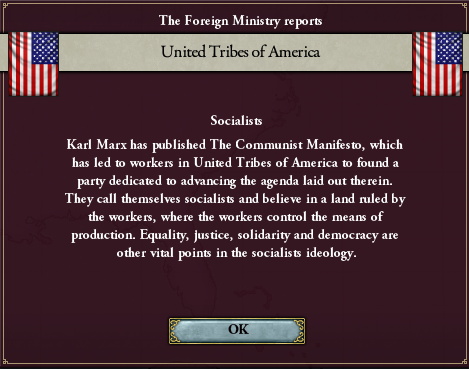 The Foreign Ministry reports
United Tribes of America
Socialists
Karl Marx has published The Communist Manifesto, which
has led to workers in United Tribes of America to found a
party dedicated to advancing the agenda laid out therein.
They call themselves socialists and believe in a land ruled by
the workers, where the workers control the means of
production. Equality, justice, solidarity and democracy are
other vital points in the socialists ideology.
OK